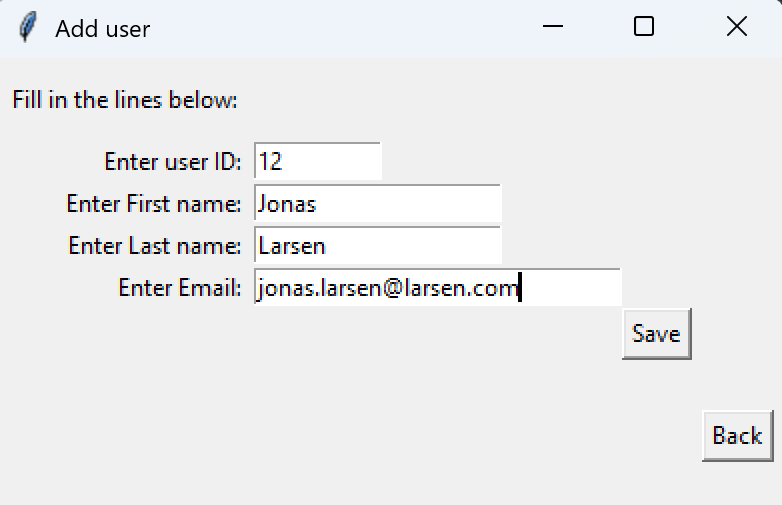 Add user
Fill in the lines below:
Enter user ID: 12
Enter First name: Jonas
Enter Last name: Larsen
Enter Email: jonas.larsen@larsen.com
Save
Back